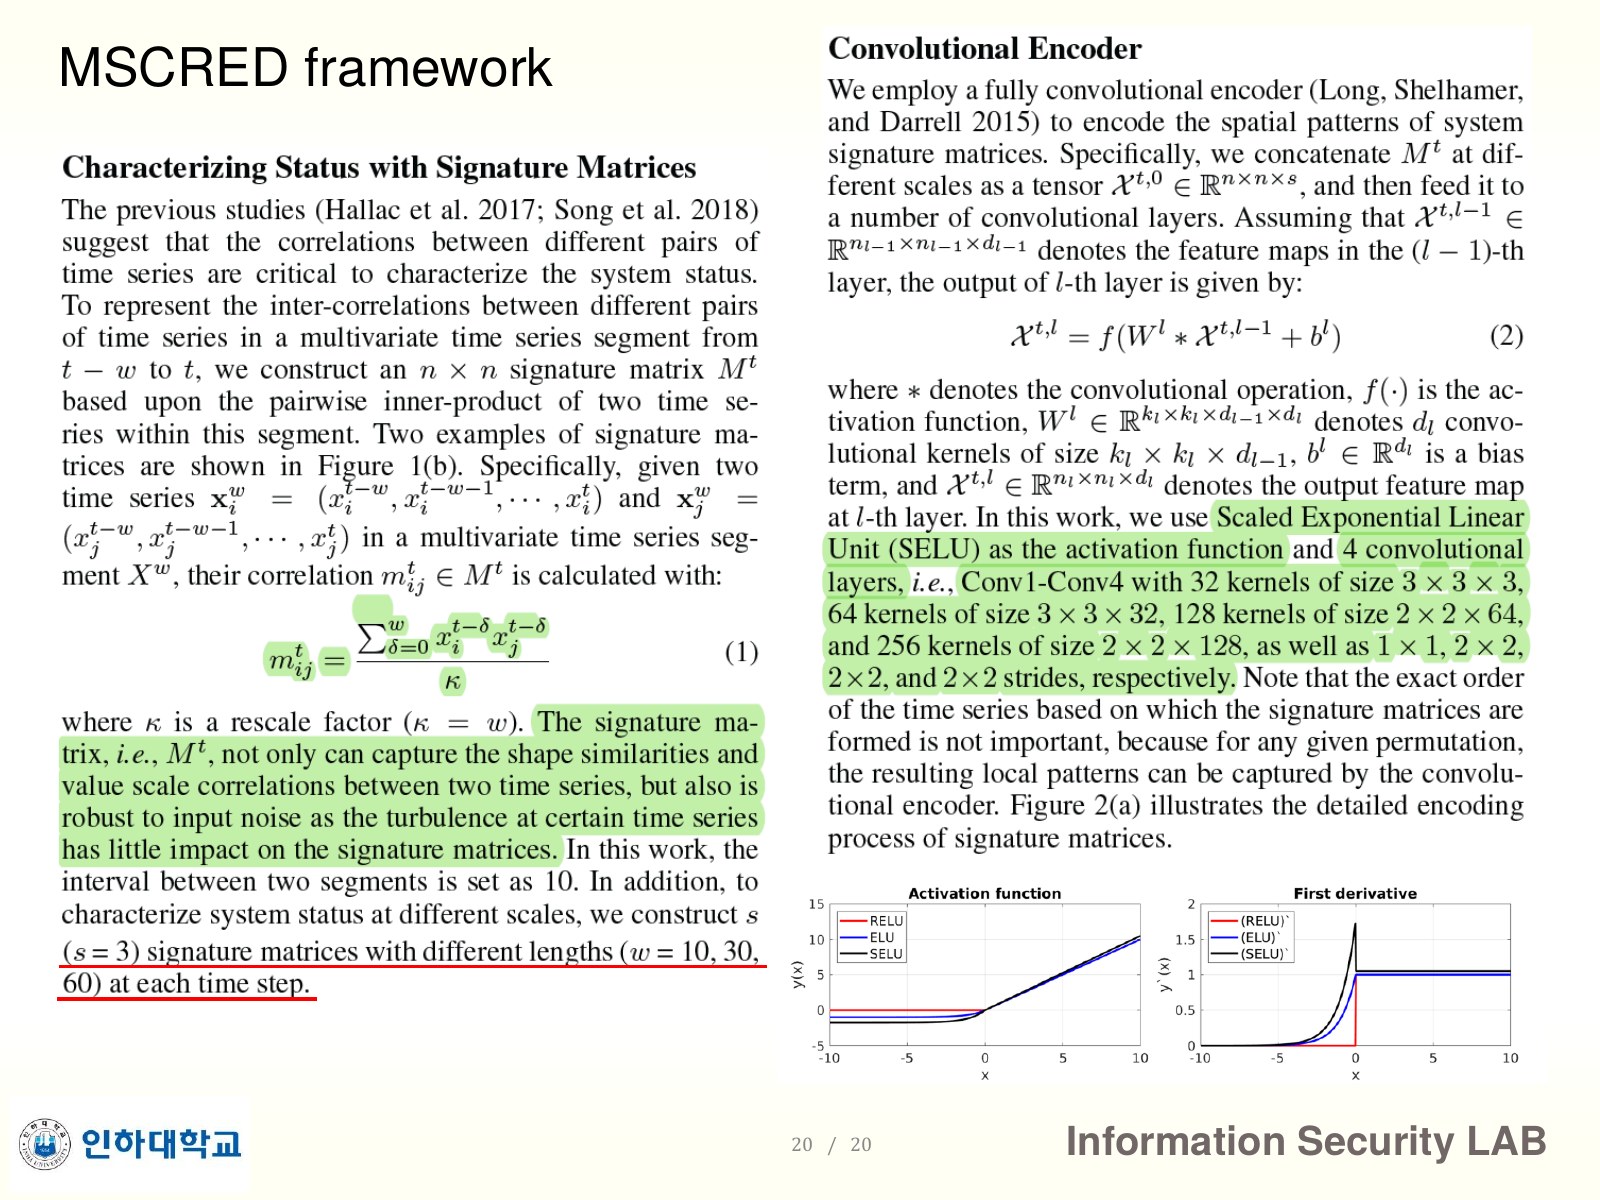 MSCRED framework
Characterizing Status with Signature Matrices
The previous studies (Hallac et al. 2017; Song et al. 2018)
suggest that the correlations between different pairs of
time series are critical to characterize the system status.
To represent the inter-correlations between different pairs
of time series in a multivariate time series segment from
t − w to t, we construct an n × n signature matrix M^t
based upon the pairwise inner-product of two time se-
ries within this segment. Two examples of signature ma-
trices are shown in Figure 1(b). Specifically, given two
time series x_i^w = (x_i^{t−w}, x_i^{t−w−1}, ⋯, x_i^t) and x_j^w =
(x_j^{t−w}, x_j^{t−w−1}, ⋯, x_j^t) in a multivariate time series seg-
ment X^w, their correlation m_{ij}^t ∈ M^t is calculated with:
m_{ij}^t = \frac{∑_{δ=0}^w x_i^{t−δ} x_j^{t−δ}}{κ} (1)
where κ is a rescale factor (κ = w). The signature ma-
trix, i.e., M^t, not only can capture the shape similarities and
value scale correlations between two time series, but also is
robust to input noise as the turbulence at certain time series
has little impact on the signature matrices. In this work, the
interval between two segments is set as 10. In addition, to
characterize system status at different scales, we construct s
(s = 3) signature matrices with different lengths (w = 10, 30,
60) at each time step.
Convolutional Encoder
We employ a fully convolutional encoder (Long, Shelhamer,
and Darrell 2015) to encode the spatial patterns of system
signature matrices. Specifically, we concatenate M^t at dif-
ferent scales as a tensor 𝒳^{t,0} ∈ ℝ^{n×n×s}, and then feed it to
a number of convolutional layers. Assuming that 𝒳^{t,l−1} ∈
ℝ^{n_{l−1}×n_{l−1}×d_{l−1}} denotes the feature maps in the (l − 1)-th
layer, the output of l-th layer is given by:
𝒳^{t,l} = f(W^l ∗ 𝒳^{t,l−1} + b^l) (2)
where ∗ denotes the convolutional operation, f(·) is the ac-
tivation function, W^l ∈ ℝ^{k_l×k_l×d_{l−1}×d_l} denotes d_l convo-
lutional kernels of size k_l × k_l × d_{l−1}, b^l ∈ ℝ^{d_l} is a bias
term, and 𝒳^{t,l} ∈ ℝ^{n_l×n_l×d_l} denotes the output feature map
at l-th layer. In this work, we use Scaled Exponential Linear
Unit (SELU) as the activation function and 4 convolutional
layers, i.e., Conv1-Conv4 with 32 kernels of size 3 × 3 × 3,
64 kernels of size 3 × 3 × 32, 128 kernels of size 2 × 2 × 64,
and 256 kernels of size 2 × 2 × 128, as well as 1 × 1, 2 × 2,
2×2, and 2×2 strides, respectively. Note that the exact order
of the time series based on which the signature matrices are
formed is not important, because for any given permutation,
the resulting local patterns can be captured by the convolu-
tional encoder. Figure 2(a) illustrates the detailed encoding
process of signature matrices.
Activation function
15
10
5
0
-5
y(x)
RELU
ELU
SELU
-10 -5 0 5 10
x
First derivative
2
1.5
1
0.5
0
y`(x)
(RELU)`
(ELU)`
(SELU)`
-10 -5 0 5 10
x
인하대학교
20 / 20
Information Security LAB